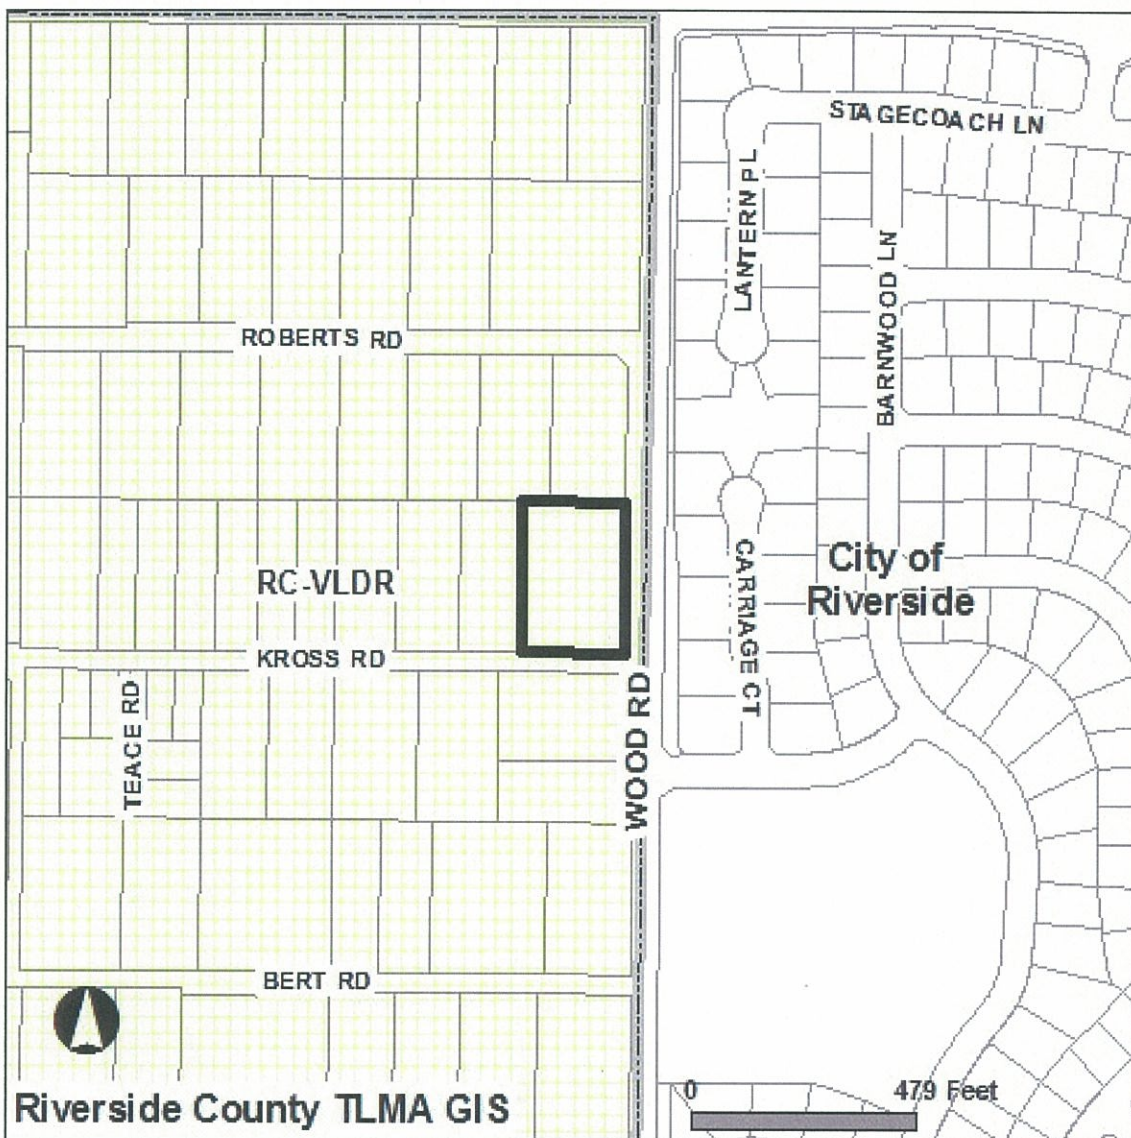 STAGECOACH LN
LANTERN PL
BARNWOOD LN
ROBERTS RD
CARRIAGE CT
City of
Riverside
RC-VLDR
KROSS RD
TEACE RD
WOOD RD
BERT RD
0 479 Feet
Riverside County TLMA GIS